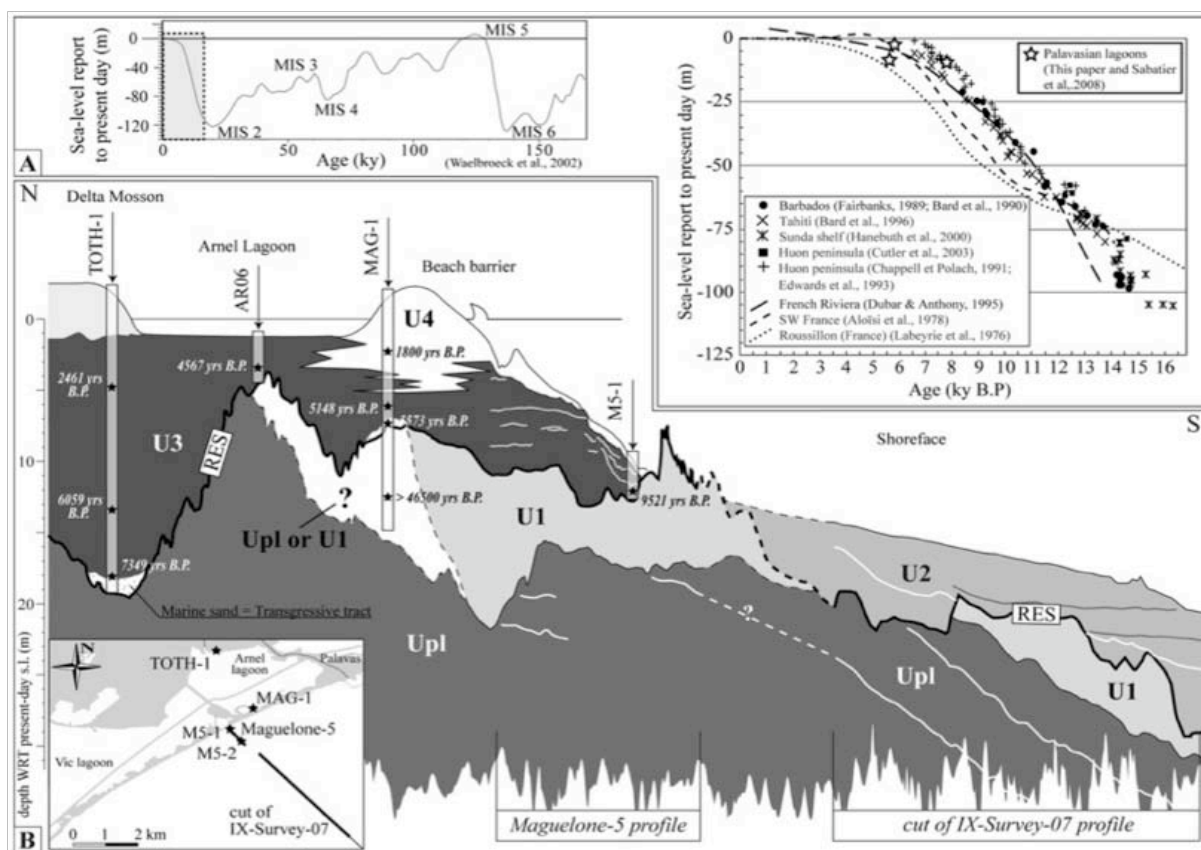 Sea-level report
to present day (m)
0
-40
-80
-120
MIS 5
MIS 3
MIS 4
MIS 2
MIS 6
0
50
100
150
Age (ky)
(Waelbroeck et al., 2002)
A
Sea-level report to present day (m)
0
-25
-50
-75
-100
-125
Palavasian lagoons
(This paper and Sabatier
et al,.2008)
Barbados (Fairbanks, 1989; Bard et al., 1990)
Tahiti (Bard et al., 1996)
Sunda shelf (Hanebuth et al., 2000)
Huon peninsula (Cutler et al., 2003)
Huon peninsula (Chappell et Polach, 1991;
Edwards et al., 1993)
French Riviera (Dubar & Anthony, 1995)
SW France (Aloïsi et al., 1978)
Roussillon (France) (Labeyrie et al., 1976)
0 1 2 3 4 5 6 7 8 9 10 11 12 13 14 15 16
Age (ky B.P)
N
S
Delta Mosson
TOTH-1
Arnel Lagoon
AR06
MAG-1
Beach barrier
M5-1
Shoreface
0
10
20
depth WRT present-day s.l. (m)
U4
1800 yrs B.P.
4567 yrs B.P.
2461 yrs
B.P.
5148 yrs B.P.
5573 yrs B.P.
U3
RES
6059 yrs
B.P.
?
> 46500 yrs B.P.
9521 yrs B.P.
U1
Upl or U1
7349 yrs B.P.
Marine sand = Transgressive tract
U2
RES
?
Upl
Upl
U1
N
TOTH-1
Arnel
lagoon
Palavas
MAG-1
M5-1
Maguelone-5
M5-2
Vic lagoon
cut of
IX-Survey-07
0 1 2 km
B
Maguelone-5 profile
cut of IX-Survey-07 profile